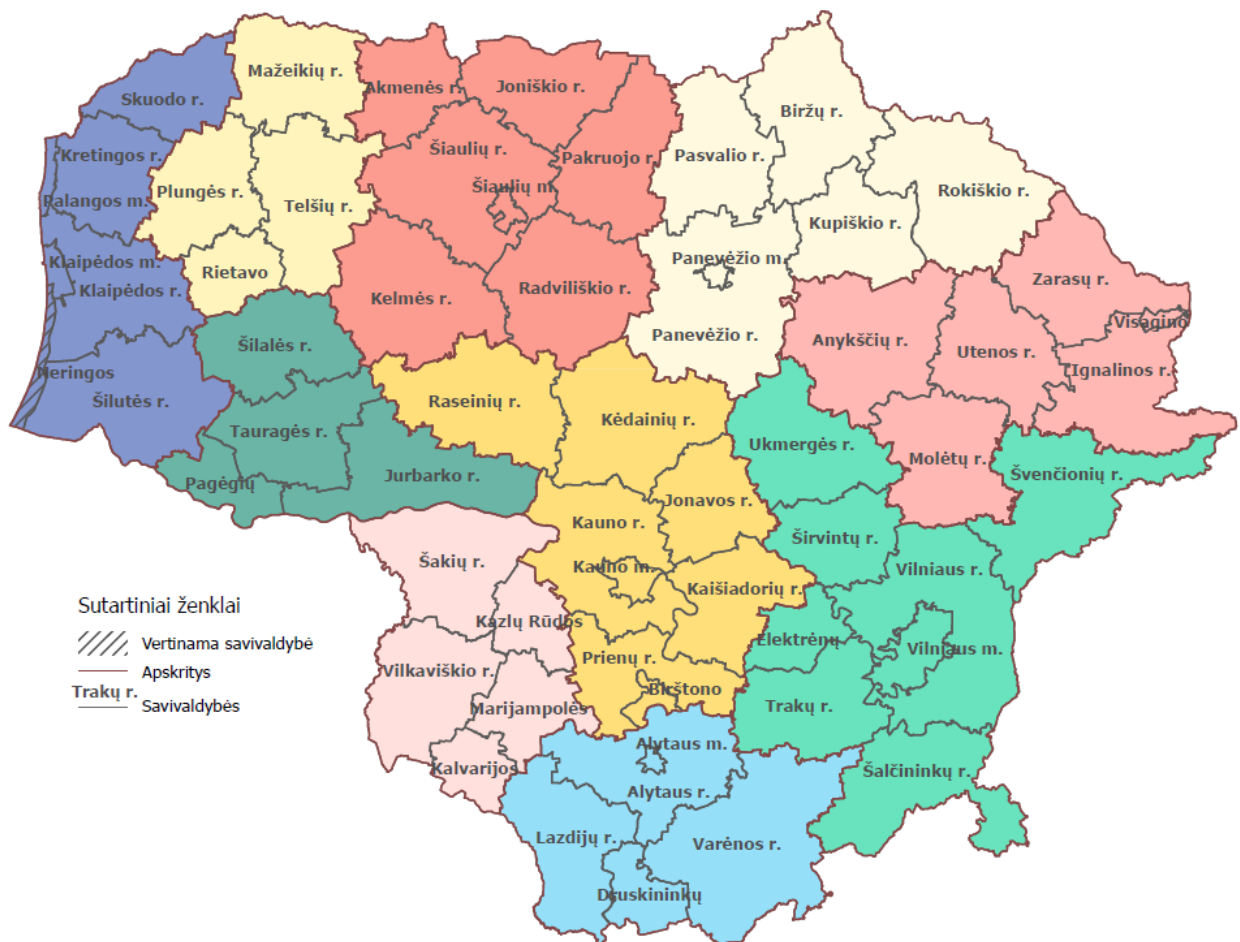 Mažeikių r.
Skuodo r.
Akmenės r.
Joniškio r.
Biržų r.
Kretingos r.
Šiaulių r.
Pakruojo r.
Pasvalio r.
Plungės r.
Šiaulių m.
Rokiškio r.
Palangos m.
Telšių r.
Kupiškio r.
Klaipėdos m.
Rietavo
Panevėžio m.
Zarasų r.
Klaipėdos r.
Kelmės r.
Radviliškio r.
Visagino
Panevėžio r.
Anykščių r.
Utenos r.
Šilalės r.
Neringos
Ignalinos r.
Šilutės r.
Raseinių r.
Kėdainių r.
Tauragės r.
Ukmergės r.
Molėtų r.
Pagėgių
Jurbarko r.
Švenčionių r.
Jonavos r.
Kauno r.
Širvintų r.
Šakių r.
Kauno m.
Vilniaus r.
Kaišiadorių r.
Kazlų Rūdos
Elektrėnų
Vilniaus m.
Prienų r.
Vilkaviškio r.
Birštono
Marijampolės
Trakų r.
Alytaus m.
Kalvarijos
Šalčininkų r.
Alytaus r.
Lazdijų r.
Varėnos r.
Druskininkų
Sutartiniai ženklai
Vertinama savivaldybė
Apskritys
Trakų r.
Savivaldybės